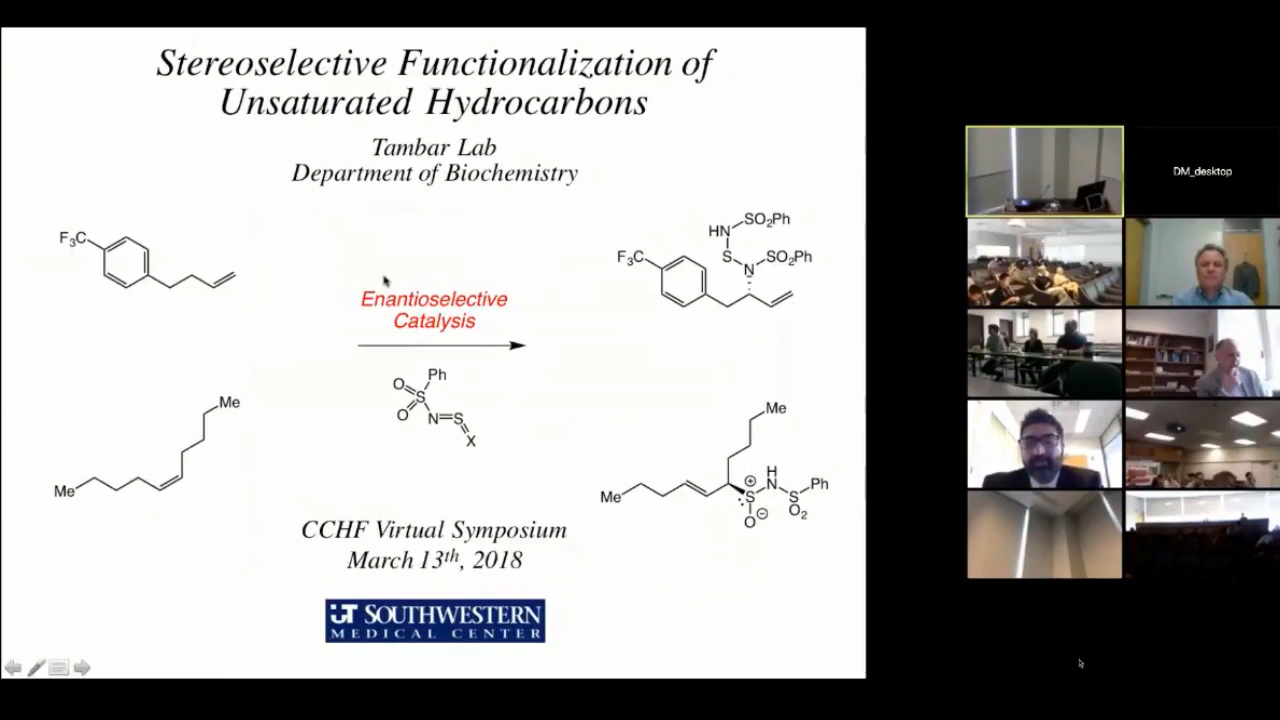 Stereoselective Functionalization of
Unsaturated Hydrocarbons
Tambar Lab
Department of Biochemistry
DM_desktop
F₃C
HN
SO₂Ph
S
N
SO₂Ph
F₃C
Enantioselective
Catalysis
Ph
O
S
O
N
S
X
Me
Me
Me
Me
⊕
S
O
⊖
H
N
S
O₂
Ph
CCHF Virtual Symposium
March 13th, 2018
UT SOUTHWESTERN
MEDICAL CENTER